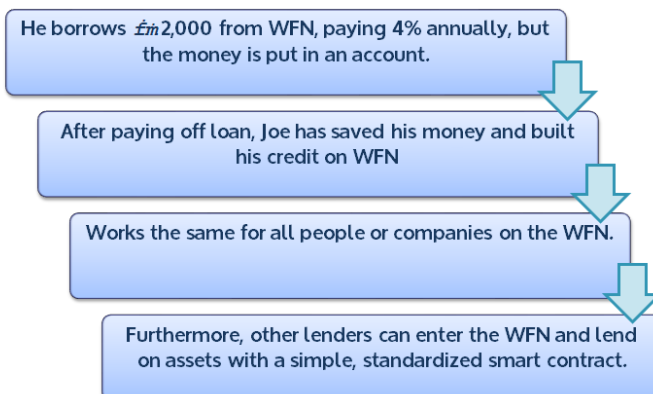 He borrows £ṁ2,000 from WFN, paying 4% annually, but
the money is put in an account.
After paying off loan, Joe has saved his money and built
his credit on WFN
Works the same for all people or companies on the WFN.
Furthermore, other lenders can enter the WFN and lend
on assets with a simple, standardized smart contract.